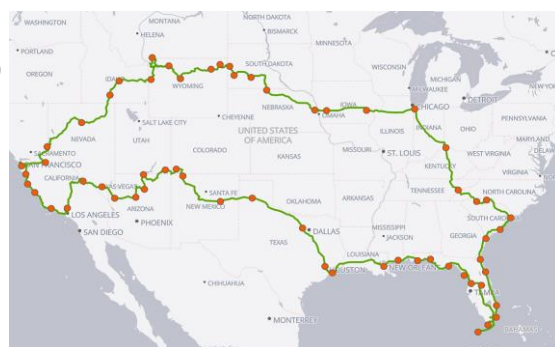 WASHINGTON
MONTANA
NORTH DAKOTA
HELENA
BISMARCK
MINNESOTA
PORTLAND
OREGON
IDAHO
SOUTH DAKOTA
WISCONSIN
MICHIGAN
MILWAUKEE
WYOMING
DETROIT
CHICAGO
NEBRASKA
IOWA
OMAHA
CHEYENNE
SALT LAKE CITY
NEVADA
UTAH
SACRAMENTO
SAN FRANCISCO
CALIFORNIA
UNITED STATES
OF AMERICA
COLORADO
KANSAS
ILLINOIS
INDIANA
OHIO
PENNSYLVANIA
MARYLAND
WEST VIRGINIA
VIRGINIA
MISSOURI
ST. LOUIS
KENTUCKY
LAS VEGAS
SANTA FE
NEW MEXICO
ARIZONA
OKLAHOMA
ARKANSAS
TENNESSEE
NORTH CAROLINA
SOUTH CAROLINA
LOS ANGELES
SAN DIEGO
PHOENIX
DALLAS
TEXAS
MISSISSIPPI
JACKSON
GEORGIA
LOUISIANA
HOUSTON
NEW ORLEANS
TAMPA
CHIHUAHUA
MONTERREY
BAHAMAS